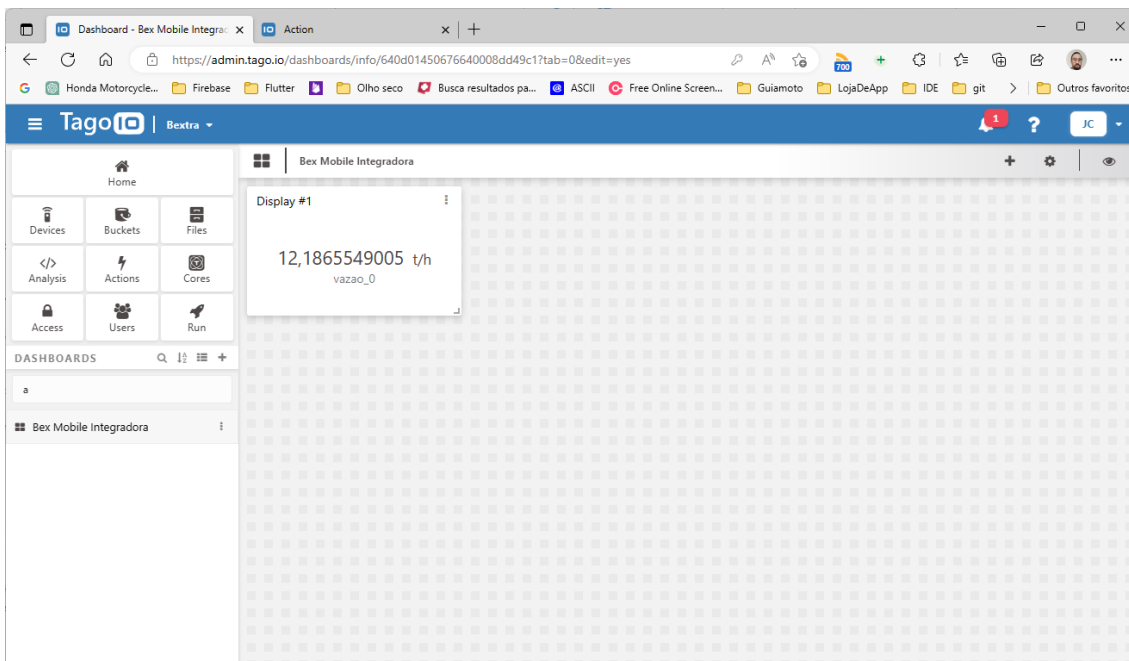 Dashboard - Bex Mobile Integrac
Action
https://admin.tago.io/dashboards/info/640d01450676640008dd49c1?tab=0&edit=yes
700
Honda Motorcycle...
Firebase
Flutter
Olho seco
Busca resultados pa...
ASCII
Free Online Screen...
Guiamoto
LojaDeApp
IDE
git
Outros favoritos
TagoIO
Bextra
1
?
JC
Home
Bex Mobile Integradora
Devices
Buckets
Files
Display #1
12,1865549005 t/h
vazao_0
Analysis
Actions
Cores
Access
Users
Run
DASHBOARDS
a
Bex Mobile Integradora